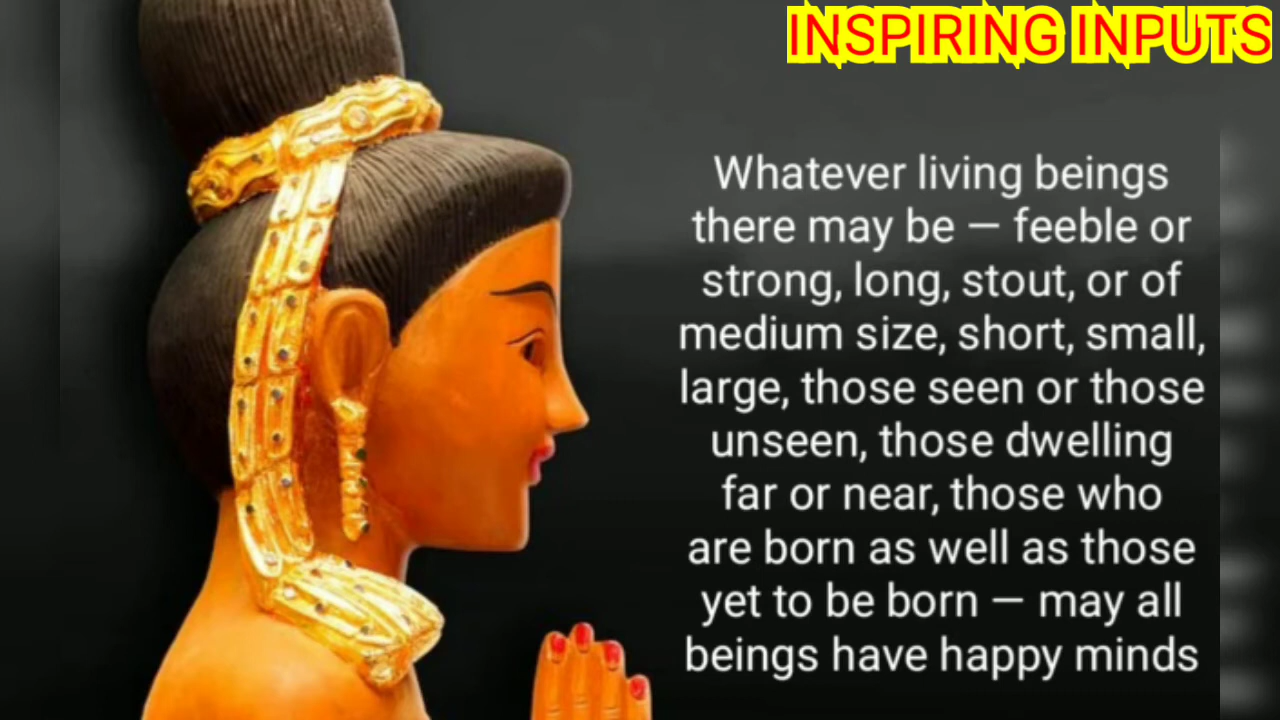 INSPIRING INPUTS
Whatever living beings
there may be — feeble or
strong, long, stout, or of
medium size, short, small,
large, those seen or those
unseen, those dwelling
far or near, those who
are born as well as those
yet to be born — may all
beings have happy minds